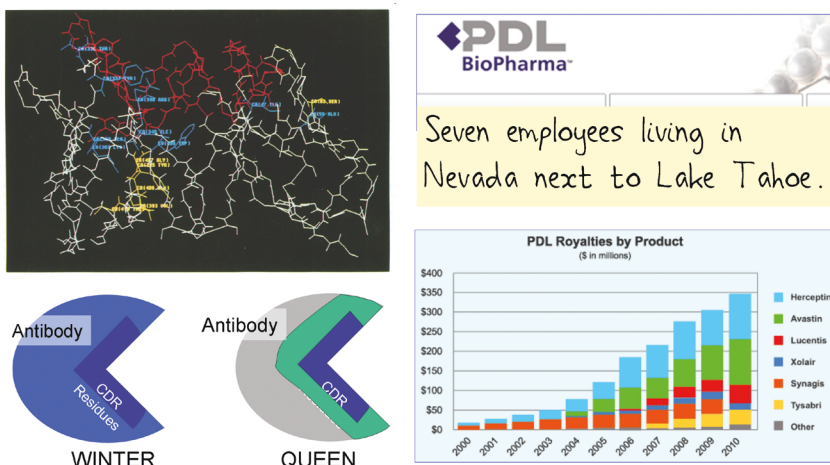 PDL
BioPharma™
Seven employees living in
Nevada next to Lake Tahoe.
Antibody
CDR
Residues
WINTER
Antibody
CDR
QUEEN
PDL Royalties by Product
($ in millions)
$400
$350
$300
$250
$200
$150
$100
$50
$0
2000 2001 2002 2003 2004 2005 2006 2007 2008 2009 2010
Herceptin
Avastin
Lucentis
Xolair
Synagis
Tysabri
Other